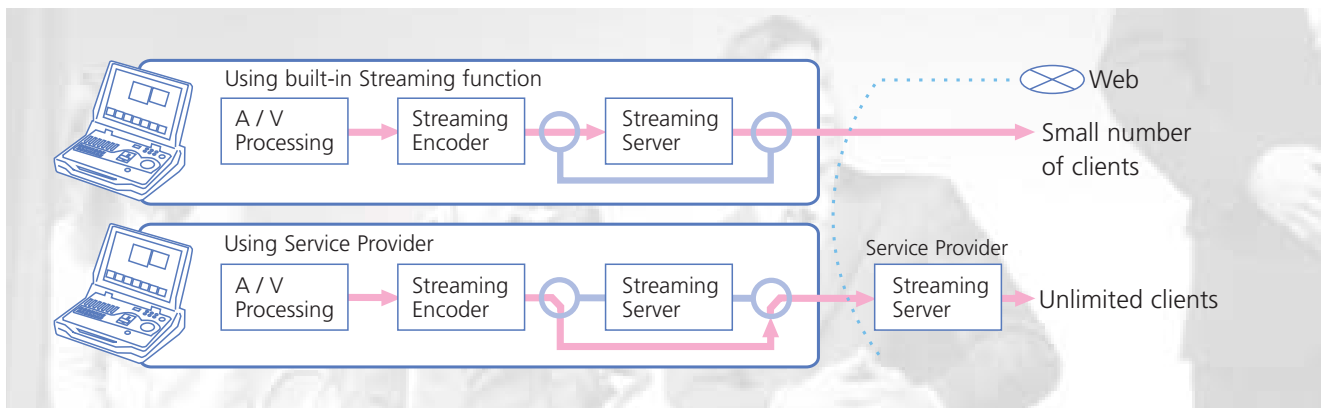 Using built-in Streaming function
A / V
Processing
Streaming
Encoder
Streaming
Server
Web
Small number
of clients
Using Service Provider
A / V
Processing
Streaming
Encoder
Streaming
Server
Service Provider
Streaming
Server
Unlimited clients